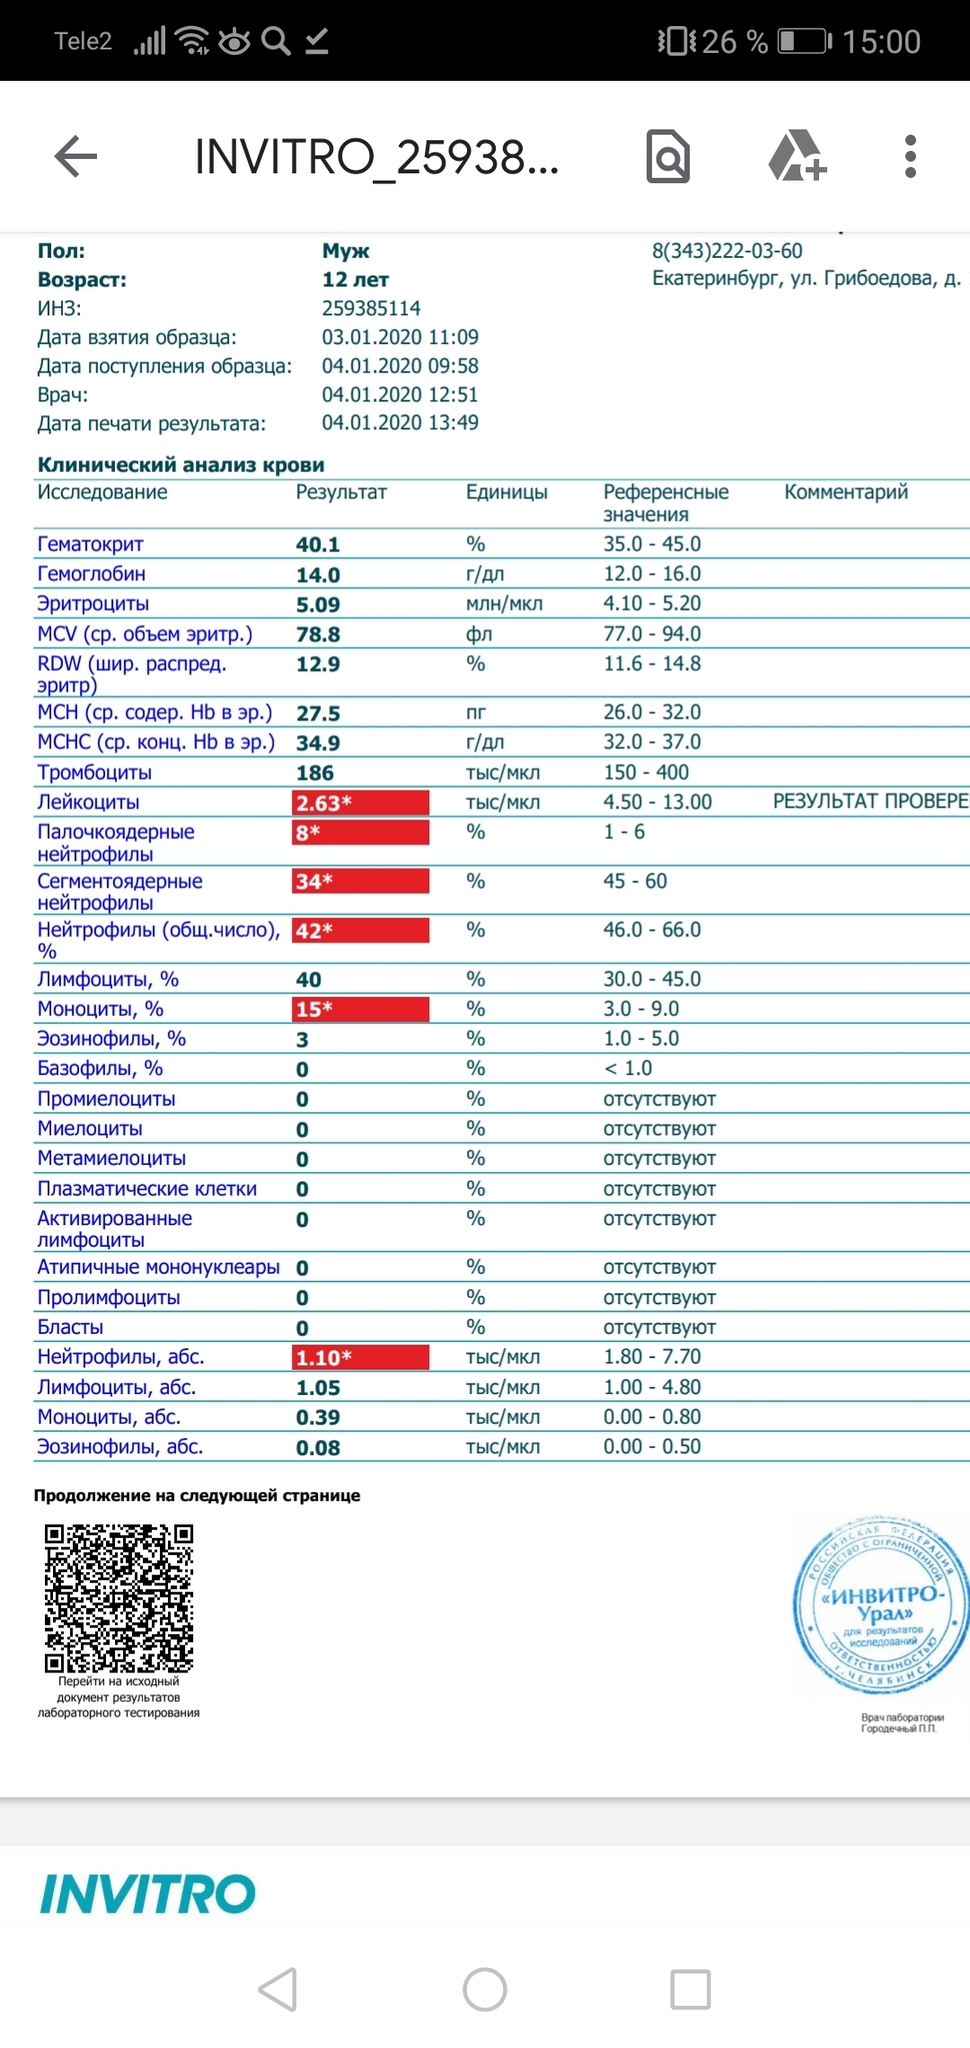 Tele2 26 % 15:00
INVITRO_25938...
Пол: Муж 8(343)222-03-60
Возраст: 12 лет Екатеринбург, ул. Грибоедова, д.
ИНЗ: 259385114
Дата взятия образца: 03.01.2020 11:09
Дата поступления образца: 04.01.2020 09:58
Врач: 04.01.2020 12:51
Дата печати результата: 04.01.2020 13:49
Клинический анализ крови
Исследование Результат Единицы Референсные Комментарий
значения
Гематокрит 40.1 % 35.0 - 45.0
Гемоглобин 14.0 г/дл 12.0 - 16.0
Эритроциты 5.09 млн/мкл 4.10 - 5.20
MCV (ср. объем эритр.) 78.8 фл 77.0 - 94.0
RDW (шир. распред. 12.9 % 11.6 - 14.8
эритр)
MCH (ср. содер. Hb в эр.) 27.5 пг 26.0 - 32.0
MCHC (ср. конц. Hb в эр.) 34.9 г/дл 32.0 - 37.0
Тромбоциты 186 тыс/мкл 150 - 400
Лейкоциты 2.63* тыс/мкл 4.50 - 13.00 РЕЗУЛЬТАТ ПРОВЕРЕ
Палочкоядерные 8* % 1 - 6
нейтрофилы
Сегментоядерные 34* % 45 - 60
нейтрофилы
Нейтрофилы (общ.число), 42* % 46.0 - 66.0
%
Лимфоциты, % 40 % 30.0 - 45.0
Моноциты, % 15* % 3.0 - 9.0
Эозинофилы, % 3 % 1.0 - 5.0
Базофилы, % 0 % < 1.0
Промиелоциты 0 % отсутствуют
Миелоциты 0 % отсутствуют
Метамиелоциты 0 % отсутствуют
Плазматические клетки 0 % отсутствуют
Активированные 0 % отсутствуют
лимфоциты
Атипичные мононуклеары 0 % отсутствуют
Пролимфоциты 0 % отсутствуют
Бласты 0 % отсутствуют
Нейтрофилы, абс. 1.10* тыс/мкл 1.80 - 7.70
Лимфоциты, абс. 1.05 тыс/мкл 1.00 - 4.80
Моноциты, абс. 0.39 тыс/мкл 0.00 - 0.80
Эозинофилы, абс. 0.08 тыс/мкл 0.00 - 0.50
Продолжение на следующей странице
Перейти на исходный
документ результатов
лабораторного тестирования
РОССИЙСКАЯ ФЕДЕРАЦИЯ
ОБЩЕСТВО С ОГРАНИЧЕННОЙ
«ИНВИТРО-
Урал»
для результатов
исследований
ОТВЕТСТВЕННОСТЬЮ
г. ЧЕЛЯБИНСК
Врач лаборатории
Городечный П.П.
INVITRO